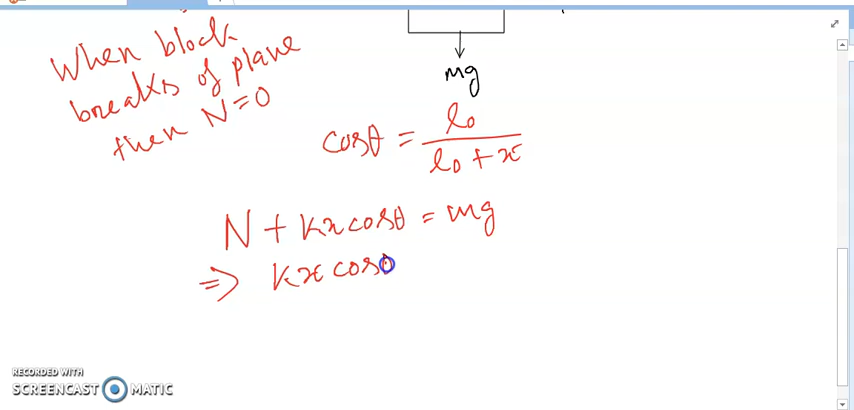 When block
breaks of plane
then N = 0
mg
cosθ = l₀ / (l₀ + x)
N + kx cosθ = mg
⇒ kx cosθ
RECORDED WITH
SCREENCAST MATIC